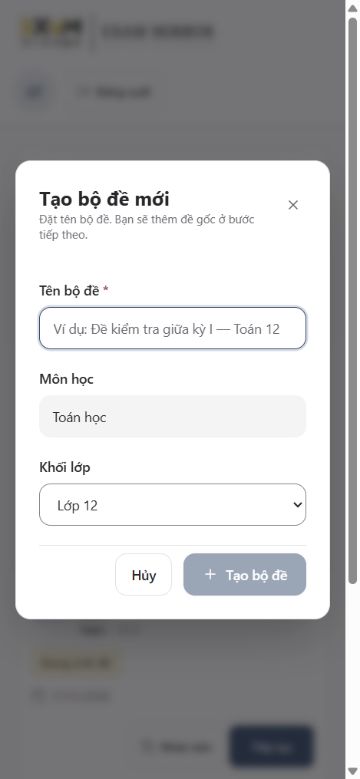 Tạo bộ đề mới
Đặt tên bộ đề. Bạn sẽ thêm đề gốc ở bước
tiếp theo.
Tên bộ đề *
Ví dụ: Đề kiểm tra giữa kỳ I — Toán 12
Môn học
Toán học
Khối lớp
Lớp 12
Hủy
+ Tạo bộ đề